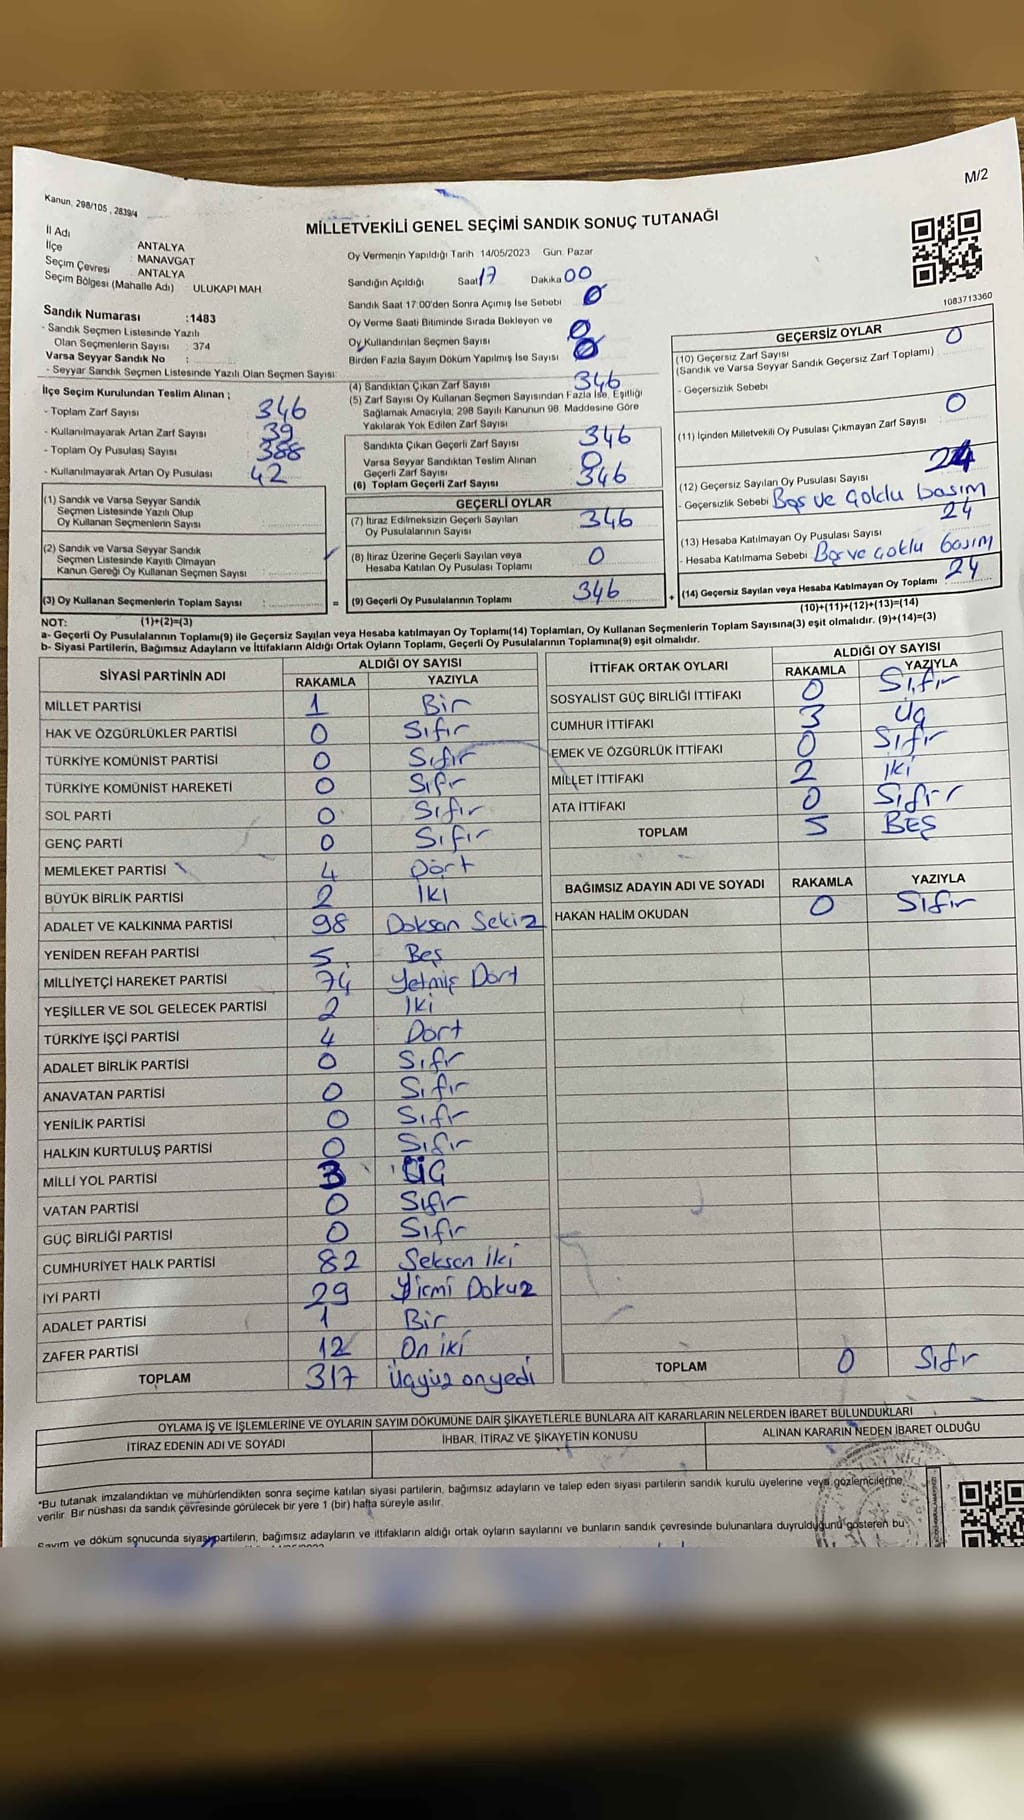 M/2
Kanun, 298/105 , 2839/4
MİLLETVEKİLİ GENEL SEÇİMİ SANDIK SONUÇ TUTANAĞI
İl Adı : ANTALYA
İlçe : MANAVGAT
Seçim Çevresi : ANTALYA
Seçim Bölgesi (Mahalle Adı) : ULUKAPI MAH.
Sandık Numarası : 1483
- Sandık Seçmen Listesinde Yazılı
Olan Seçmenlerin Sayısı : 374
Varsa Seyyar Sandık No :
- Seyyar Sandık Seçmen Listesinde Yazılı Olan Seçmen Sayısı:
İlçe Seçim Kurulundan Teslim Alınan ;
- Toplam Zarf Sayısı 346
- Kullanılmayarak Artan Zarf Sayısı 39
- Toplam Oy Pusulası Sayısı 388
- Kullanılmayarak Artan Oy Pusulası 42
(1) Sandık ve Varsa Seyyar Sandık
Seçmen Listesinde Yazılı Olup
Oy Kullanan Seçmenlerin Sayısı :
(2) Sandık ve Varsa Seyyar Sandık
Seçmen Listesinde Kayıtlı Olmayan
Kanun Gereği Oy Kullanan Seçmen Sayısı
(3) Oy Kullanan Seçmenlerin Toplam Sayısı :
Oy Vermenin Yapıldığı Tarih 14/05/2023 Gün. Pazar
Sandığın Açıldığı Saat 17 Dakika 00
Sandık Saat 17:00'den Sonra Açımış İse Sebebi 0
Oy Verme Saati Bitiminde Sırada Bekleyen ve
Oy Kullandırılan Seçmen Sayısı 0
Birden Fazla Sayım Döküm Yapılmış İse Sayısı 0
(4) Sandıktan Çıkan Zarf Sayısı 346
(5) Zarf Sayısı Oy Kullanan Seçmen Sayısından Fazla İse, Eşitliği
Sağlamak Amacıyla; 298 Sayılı Kanunun 98. Maddesine Göre
Yakılarak Yok Edilen Zarf Sayısı
Sandıkta Çıkan Geçerli Zarf Sayısı 346
Varsa Seyyar Sandıktan Teslim Alınan
Geçerli Zarf Sayısı 0
(6) Toplam Geçerli Zarf Sayısı 346
GEÇERLİ OYLAR
(7) İtiraz Edilmeksizin Geçerli Sayılan
Oy Pusulalarının Sayısı 346
(8) İtiraz Üzerine Geçerli Sayılan veya
Hesaba Katılan Oy Pusulası Toplamı 0
= (9) Geçerli Oy Pusulalarının Toplamı 346
1083713360
GEÇERSİZ OYLAR
(10) Geçersiz Zarf Sayısı 0
(Sandık ve Varsa Seyyar Sandık Geçersiz Zarf Toplamı)
- Geçersizlik Sebebi
(11) İçinden Milletvekili Oy Pusulası Çıkmayan Zarf Sayısı 0
(12) Geçersiz Sayılan Oy Pusulası Sayısı 24
- Geçersizlik Sebebi Boş ve Çoklu basım
(13) Hesaba Katılmayan Oy Pusulası Sayısı 24
- Hesaba Katılmama Sebebi Boş ve Çoklu basım
+ (14) Geçersiz Sayılan veya Hesaba Katılmayan Oy Toplamı 24
NOT: (1)+(2)=(3) (10)+(11)+(12)+(13)=(14)
a- Geçerli Oy Pusulalarının Toplamı(9) ile Geçersiz Sayılan veya Hesaba katılmayan Oy Toplamı(14) Toplamları, Oy Kullanan Seçmenlerin Toplam Sayısına(3) eşit olmalıdır. (9)+(14)=(3)
b- Siyasi Partilerin, Bağımsız Adayların ve İttifakların Aldığı Ortak Oyların Toplamı, Geçerli Oy Pusulalarının Toplamına(9) eşit olmalıdır.
SİYASİ PARTİNİN ADI ALDIĞI OY SAYISI
RAKAMLA YAZIYLA
MİLLET PARTİSİ 1 Bir
HAK VE ÖZGÜRLÜKLER PARTİSİ 0 Sıfır
TÜRKİYE KOMÜNİST PARTİSİ 0 Sıfır
TÜRKİYE KOMÜNİST HAREKETİ 0 Sıfr
SOL PARTİ 0 Sıfır
GENÇ PARTİ 0 Sıfır
MEMLEKET PARTİSİ 4 Dört
BÜYÜK BİRLİK PARTİSİ 2 İki
ADALET VE KALKINMA PARTİSİ 98 Doksan Sekiz
YENİDEN REFAH PARTİSİ 5 Beş
MİLLİYETÇİ HAREKET PARTİSİ 74 Yetmiş Dört
YEŞİLLER VE SOL GELECEK PARTİSİ 2 İki
TÜRKİYE İŞÇİ PARTİSİ 4 Dört
ADALET BİRLİK PARTİSİ 0 Sıfır
ANAVATAN PARTİSİ 0 Sıfır
YENİLİK PARTİSİ 0 Sıfır
HALKIN KURTULUŞ PARTİSİ 0 Sıfır
MİLLİ YOL PARTİSİ 3 ÜÇ
VATAN PARTİSİ 0 Sıfır
GÜÇ BİRLİĞİ PARTİSİ 0 Sıfır
CUMHURİYET HALK PARTİSİ 82 Seksen İki
İYİ PARTİ 29 Yirmi Dokuz
ADALET PARTİSİ 1 Bir
ZAFER PARTİSİ 12 On iki
TOPLAM 317 Üçyüz onyedi
İTTİFAK ORTAK OYLARI ALDIĞI OY SAYISI
RAKAMLA YAZIYLA
SOSYALİST GÜÇ BİRLİĞİ İTTİFAKI 0 Sıfır
CUMHUR İTTİFAKI 3 Üç
EMEK VE ÖZGÜRLÜK İTTİFAKI 0 Sıfır
MİLLET İTTİFAKI 2 İki
ATA İTTİFAKI 0 Sıfır
TOPLAM 5 BEŞ
BAĞIMSIZ ADAYIN ADI VE SOYADI RAKAMLA YAZIYLA
HAKAN HALİM OKUDAN 0 Sıfır
TOPLAM 0 Sıfır
OYLAMA İŞ VE İŞLEMLERİNE VE OYLARIN SAYIM DÖKÜMÜNE DAİR ŞİKAYETLERLE BUNLARA AİT KARARLARIN NELERDEN İBARET BULUNDUKLARI
İTİRAZ EDENİN ADI VE SOYADI İHBAR, İTİRAZ VE ŞİKAYETİN KONUSU ALINAN KARARIN NEDEN İBARET OLDUĞU
*Bu tutanak imzalandıktan ve mühürlendikten sonra seçime katılan siyasi partilerin, bağımsız adayların ve talep eden siyasi partilerin sandık kurulu üyelerine veya gözlemcilerine,
verilir. Bir nüshası da sandık çevresinde görülecek bir yere 1 (bir) hafta süreyle asılır.
Sayım ve döküm sonucunda siyasi partilerin, bağımsız adayların ve ittifakların aldığı ortak oyların sayılarını ve bunların sandık çevresinde bulunanlara duyurulduğunu gösteren bu